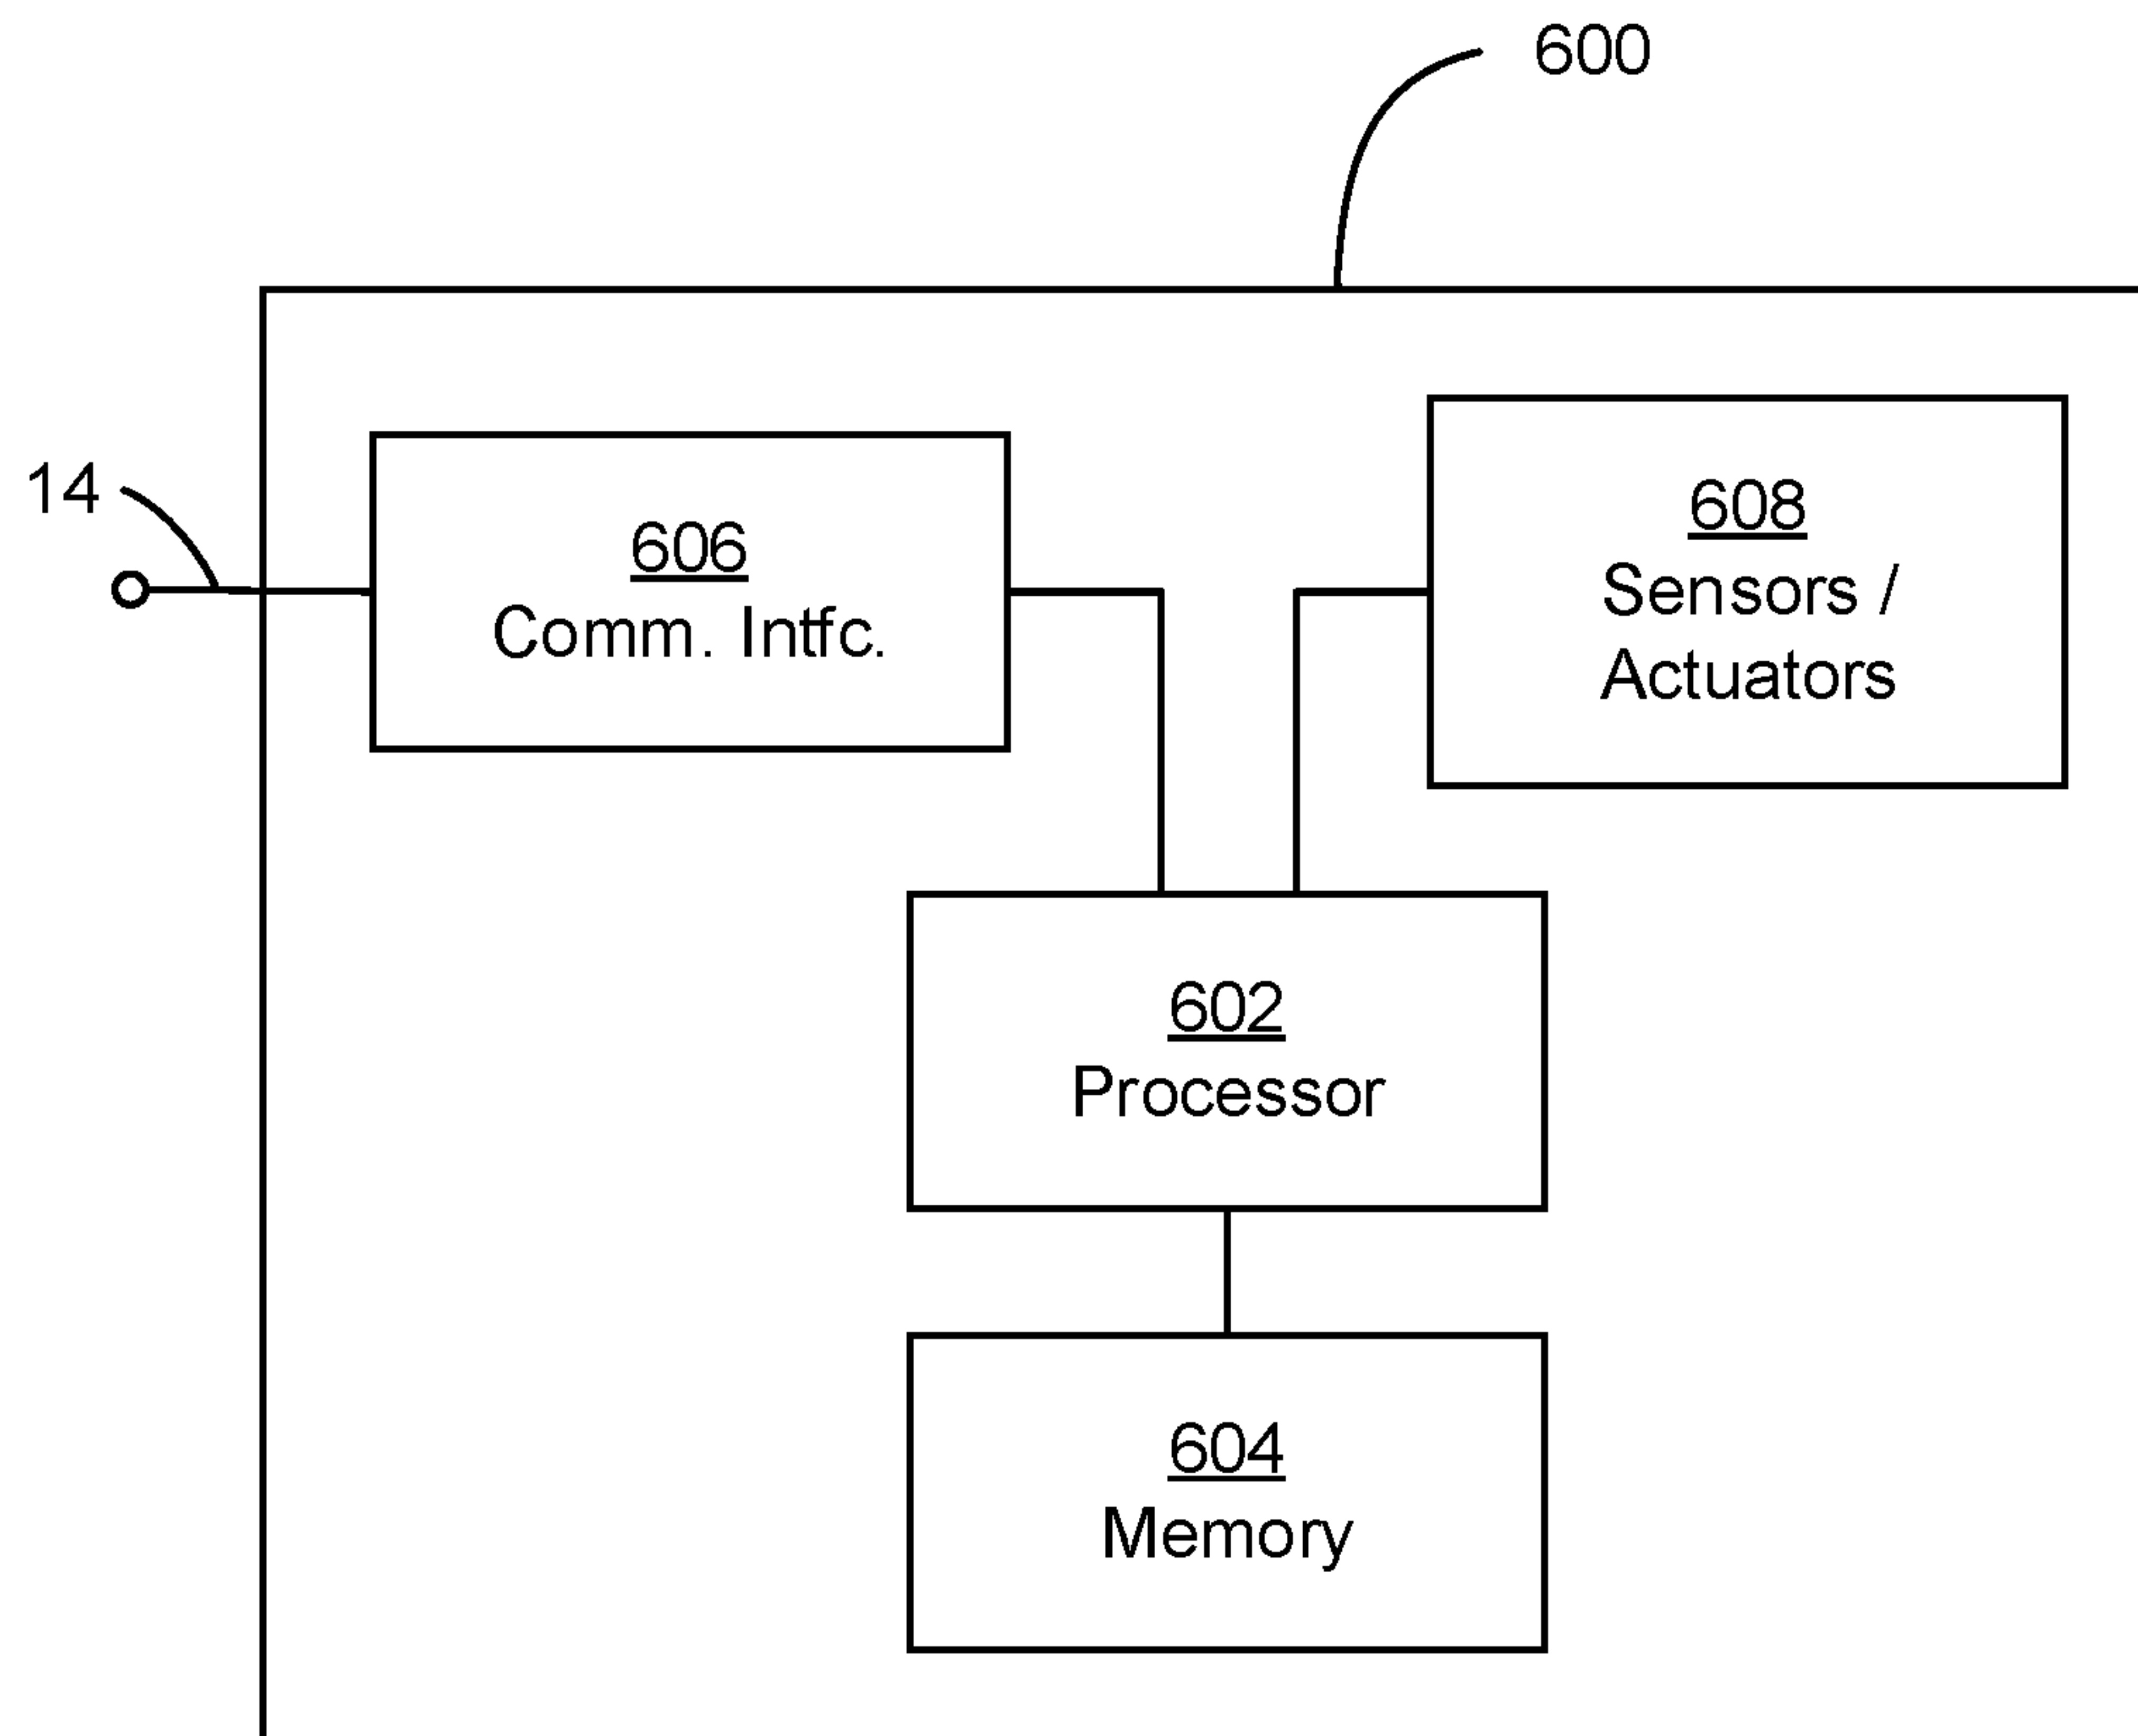 600
14
606
Comm. Intfc.
608
Sensors /
Actuators
602
Processor
604
Memory